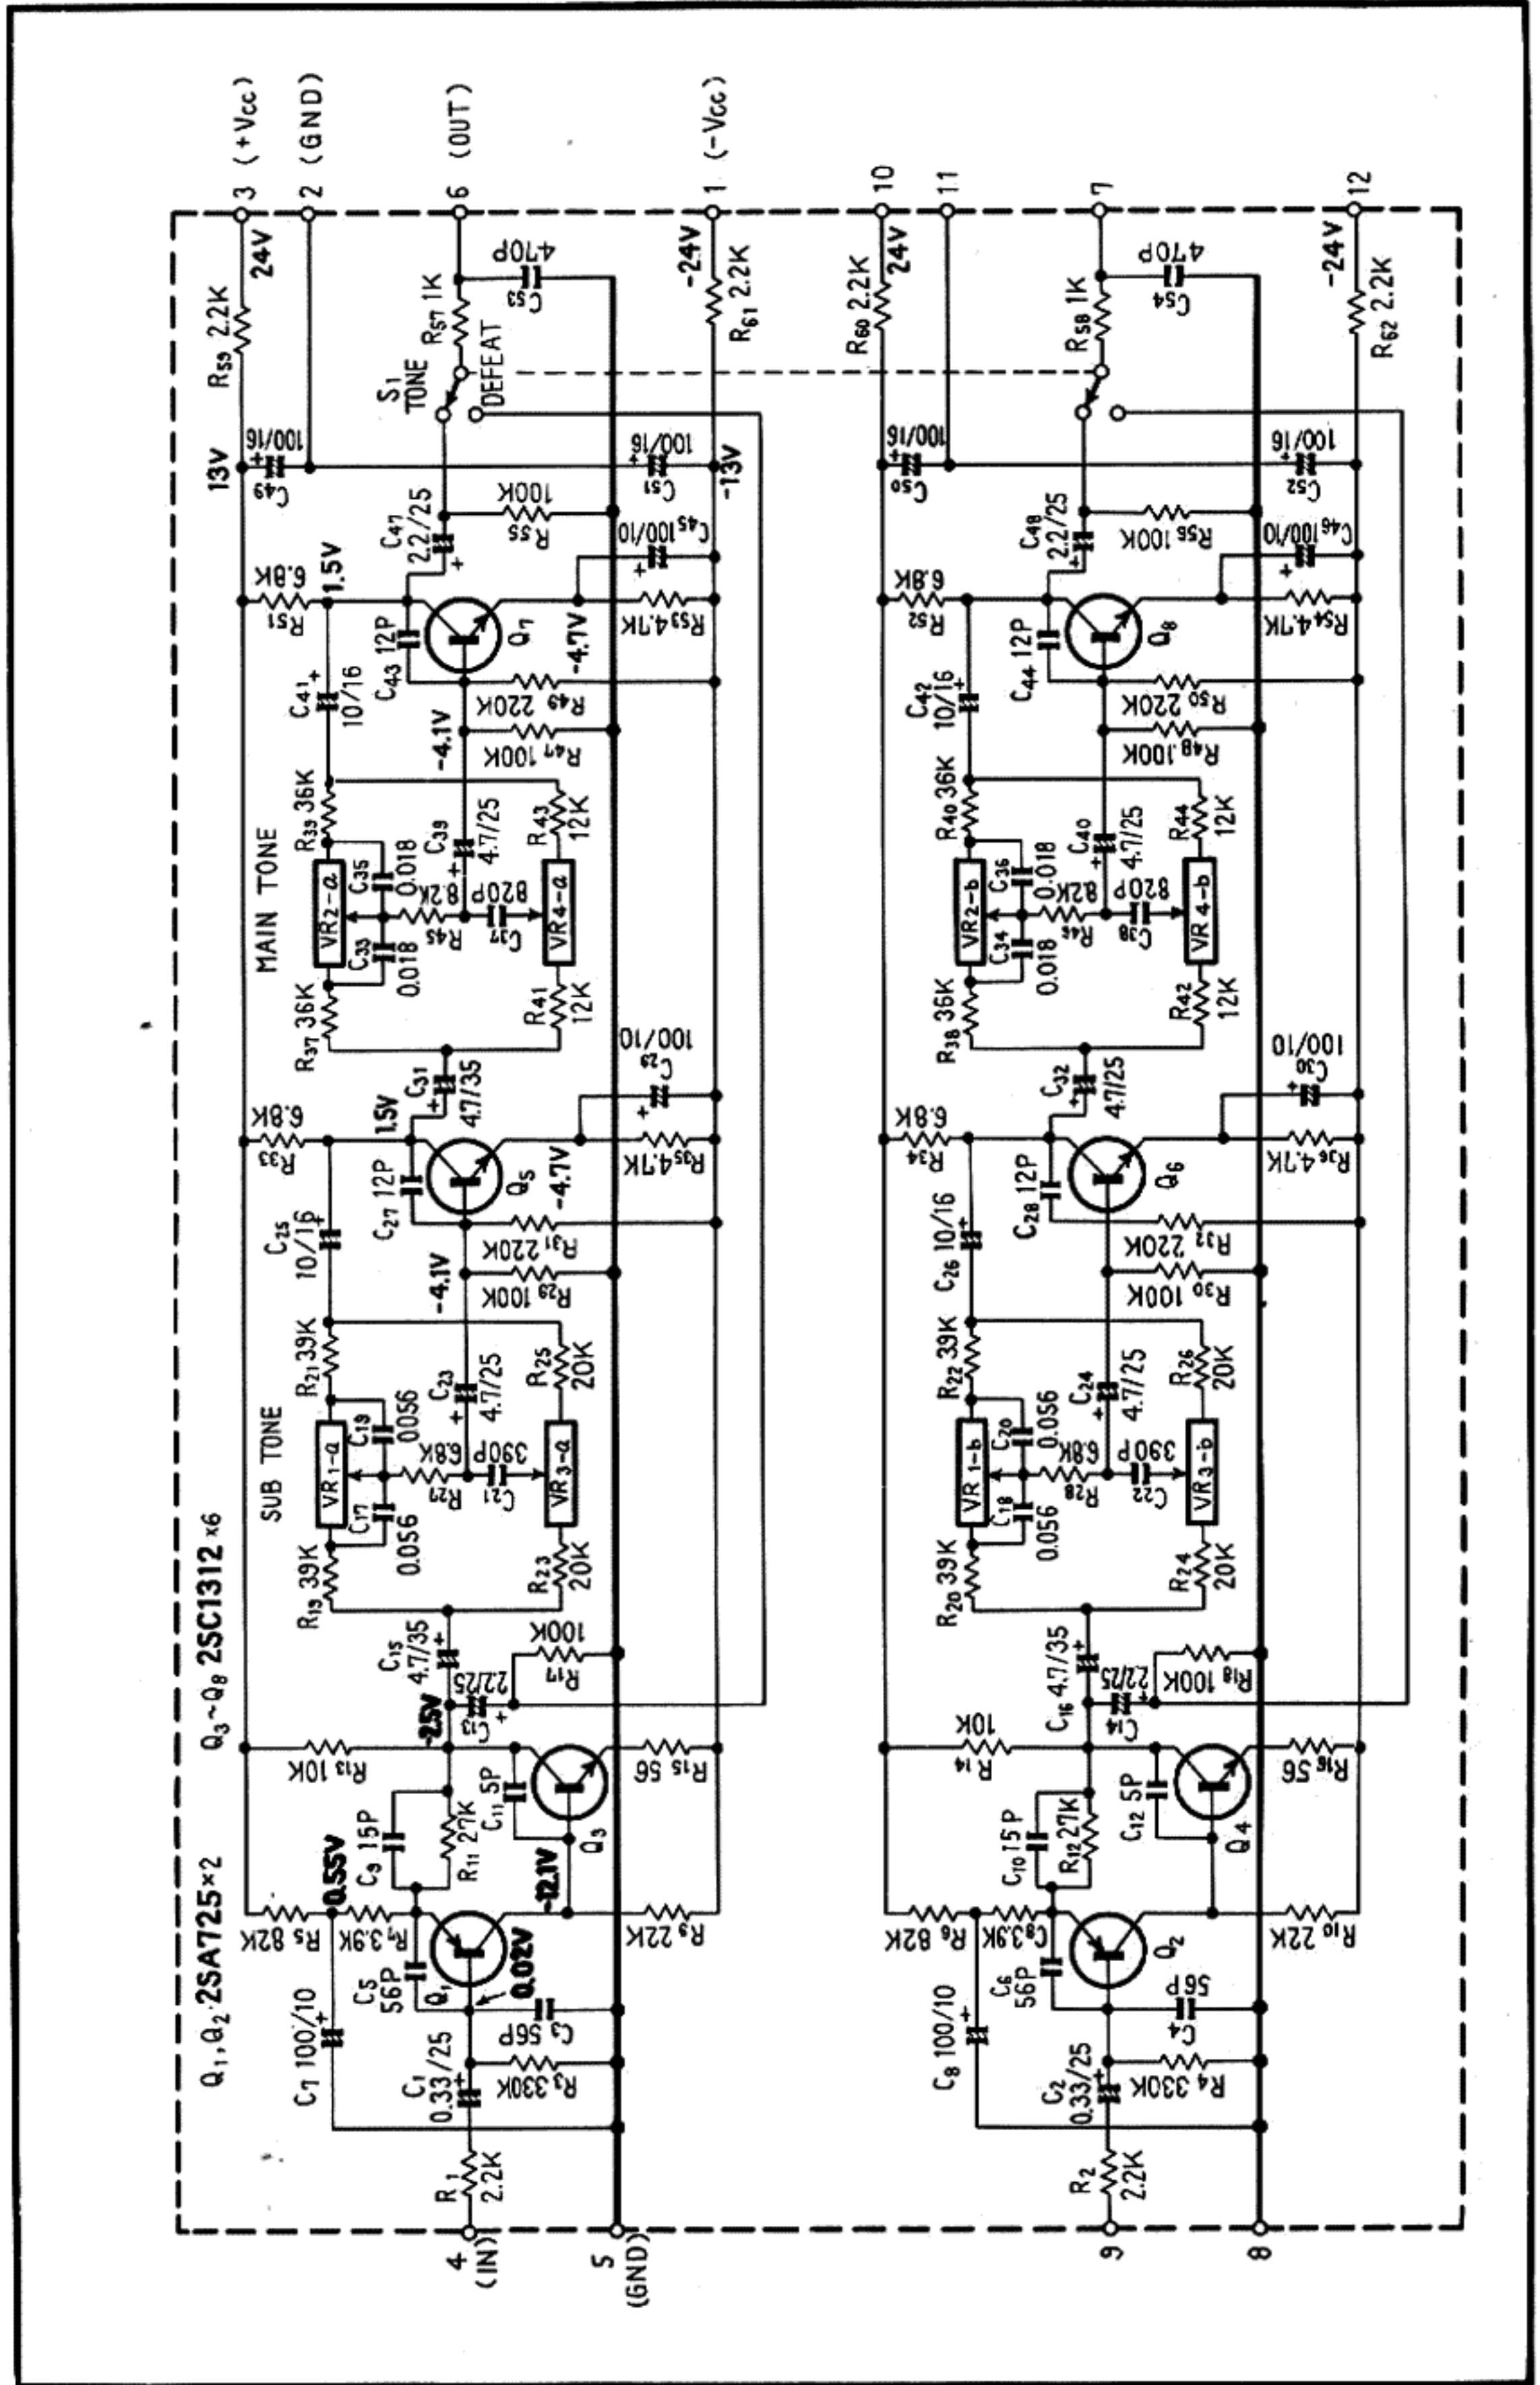 Q₁,Q₂ 2SA725×2
Q₃~Q₈ 2SC1312×6
SUB TONE
MAIN TONE
3 (+Vcc)
2 (GND)
6 (OUT)
1 (-Vcc)
4
(IN)
5
(GND)
R₁
2.2K
C₁
0.33/25
R₃ 330K
C₃ 56P
C₅
56P
C₇ 100/10
Q₁
0.02V
R₅ 82K
0.55V
R₇ 3.9K
R₉ 22K
-12.1V
C₉ 15P
R₁₁ 27K
C₁₁ 5P
Q₃
R₁₃ 10K
R₁₅ 56
-2.5V
C₁₃
2.2/25
C₁₅
4.7/35
R₁₇
100K
R₁₉ 39K
VR₁-a
C₁₇
0.056
C₁₉
0.056
R₂₁ 39K
R₂₇
6.8K
C₂₁
390P
R₂₃
20K
VR₃-a
R₂₅
20K
C₂₃
4.7/25
C₂₅
10/16
-4.1V
R₂₉
100K
R₃₁
220K
C₂₇ 12P
Q₅
R₃₃
6.8K
1.5V
-4.7V
R₃₅ 4.7K
C₂₉
100/10
C₃₁
4.7/35
R₃₇ 36K
VR₂-a
C₃₃
0.018
C₃₅
0.018
R₃₉ 36K
R₄₅
8.2K
C₃₇
820P
R₄₁
12K
VR₄-a
R₄₃
12K
C₃₉
4.7/25
C₄₁
10/16
-4.1V
R₄₇
100K
R₄₉
220K
C₄₃ 12P
Q₇
R₅₁
6.8K
1.5V
-4.7V
R₅₃ 4.7K
C₄₅
100/10
C₄₇
2.2/25
R₅₅
100K
13V
C₄₉
100/16
C₅₁
100/16
-13V
S₁
TONE
DEFEAT
R₅₇ 1K
C₅₃
470P
R₅₉ 2.2K
24V
-24V
R₆₁ 2.2K
10
11
7
12
9
8
R₂
2.2K
C₂
0.33/25
R₄ 330K
C₄
56P
C₆
56P
C₈ 100/10
Q₂
R₆ 82K
C₈ 3.9K
R₁₀ 22K
C₁₀ 15P
R₁₂ 27K
C₁₂ 5P
Q₄
R₁₄
10K
R₁₆ 56
C₁₄
2.2/25
C₁₆ 4.7/35
R₁₈
100K
R₂₀ 39K
VR₁-b
C₁₈
0.056
C₂₀
0.056
R₂₂ 39K
R₂₈
6.8K
C₂₂
390P
R₂₄
20K
VR₃-b
R₂₆
20K
C₂₄
4.7/25
C₂₆ 10/16
R₃₀
100K
R₃₂
220K
C₂₈ 12P
Q₆
R₃₄
6.8K
R₃₆ 4.7K
C₃₀
100/10
C₃₂
4.7/25
R₃₈ 36K
VR₂-b
C₃₄
0.018
C₃₆
0.018
R₄₀ 36K
R₄₆
8.2K
C₃₈
820P
R₄₂
12K
VR₄-b
R₄₄
12K
C₄₀
4.7/25
C₄₂
10/16
R₄₈
100K
R₅₀
220K
C₄₄ 12P
Q₈
R₅₂
6.8K
R₅₄ 4.7K
C₄₆
100/10
C₄₈
2.2/25
R₅₆
100K
C₅₀
100/16
C₅₂
100/16
R₅₈ 1K
C₅₄
470P
R₆₀ 2.2K
24V
-24V
R₆₂ 2.2K